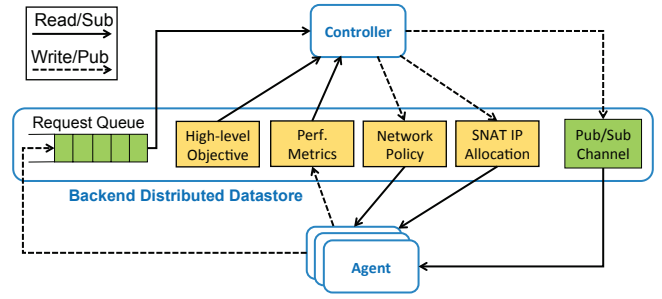 Read/Sub
Write/Pub
Controller
Request Queue
High-level
Objective
Perf.
Metrics
Network
Policy
SNAT IP
Allocation
Pub/Sub
Channel
Backend Distributed Datastore
Agent